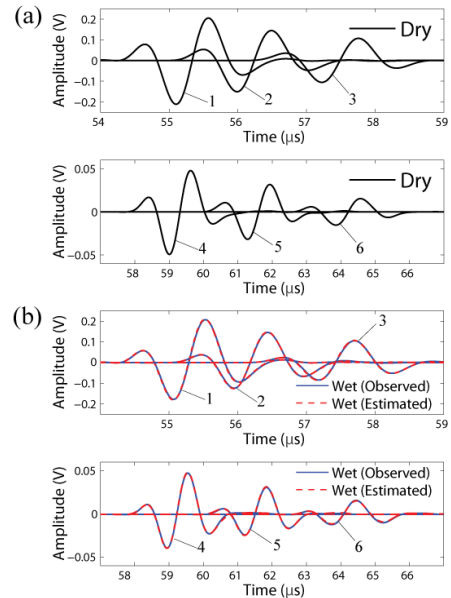 (a)
Amplitude (V)
0.2
0.1
0
−0.1
−0.2
Dry
1
2
3
54 55 56 57 58 59
Time (μs)
Amplitude (V)
0.05
0
−0.05
Dry
4
5
6
58 59 60 61 62 63 64 65 66
Time (μs)
(b)
Amplitude (V)
0.2
0.1
0
-0.1
-0.2
3
1
2
Wet (Observed)
Wet (Estimated)
55 56 57 58 59
Time (μs)
Amplitude (V)
0.05
0
−0.05
Wet (Observed)
Wet (Estimated)
4
5
6
58 59 60 61 62 63 64 65 66
Time (μs)